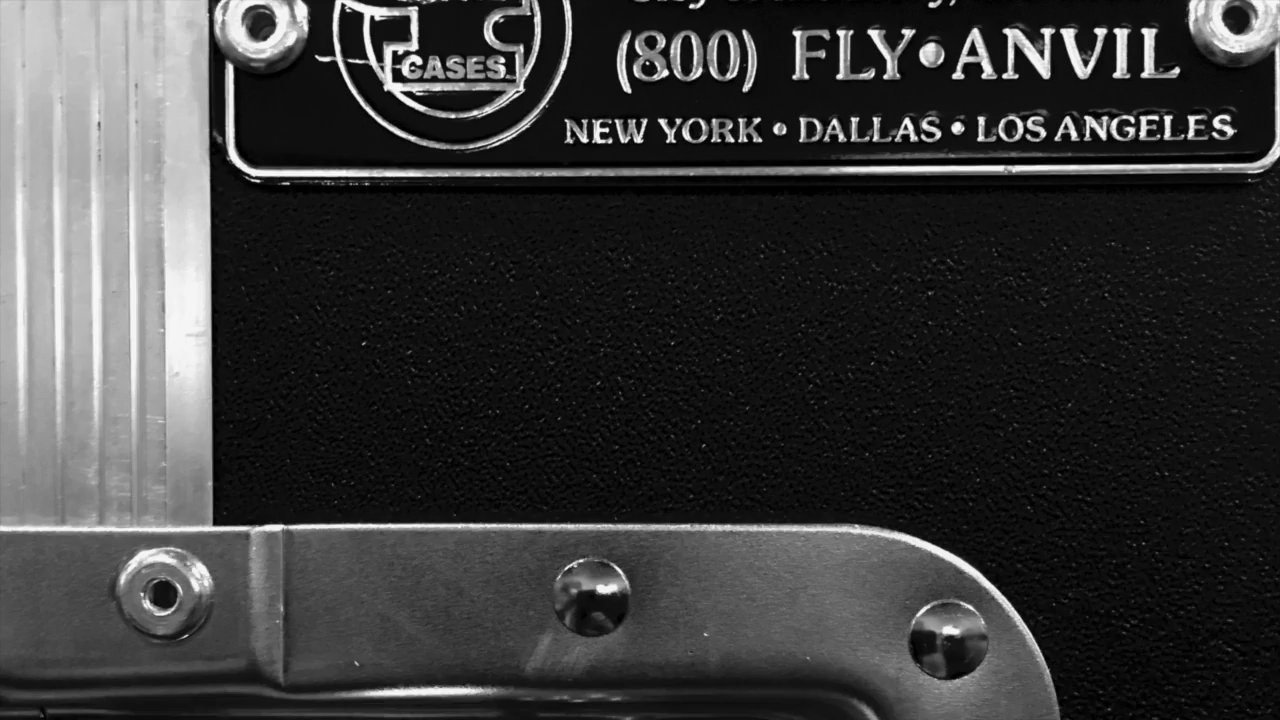 CASES
(800) FLY•ANVIL
NEW YORK • DALLAS • LOS ANGELES